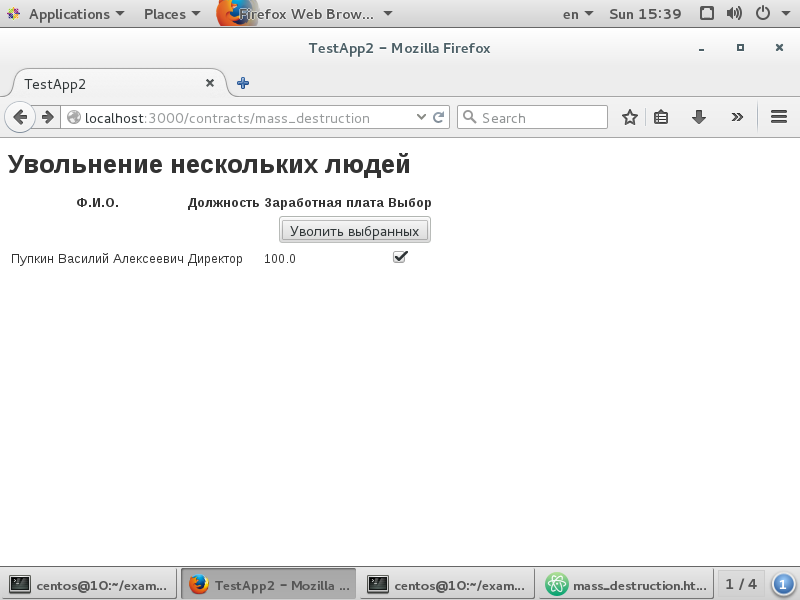 Applications Places Firefox Web Brow... en Sun 15:39
TestApp2 - Mozilla Firefox
TestApp2
localhost:3000/contracts/mass_destruction Search
Увольнение нескольких людей
Ф.И.О. Должность Заработная плата Выбор
Уволить выбранных
Пупкин Василий Алексеевич Директор 100.0
centos@10:~/exam... TestApp2 - Mozilla ... centos@10:~/exam... mass_destruction.ht... 1 / 4 1